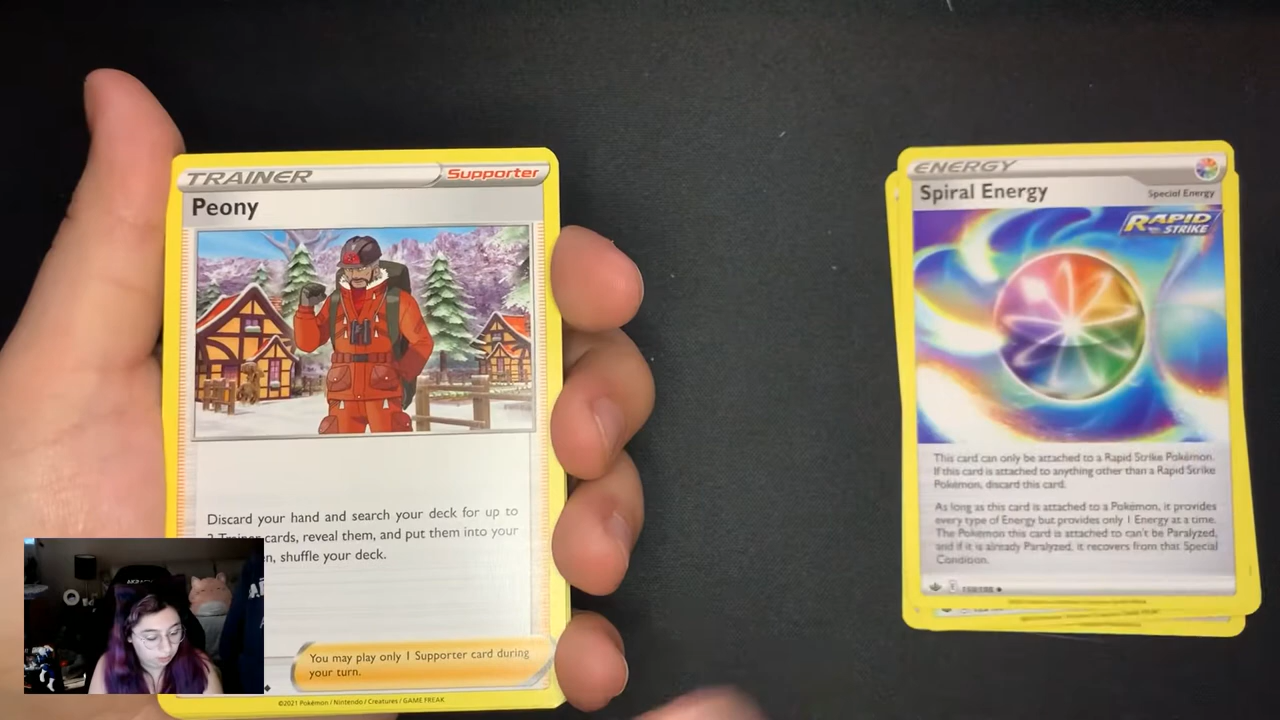 TRAINER
Supporter
Peony
Discard your hand and search your deck for up to
2 Trainer cards, reveal them, and put them into your
shuffle your deck.
You may play only 1 Supporter card during
your turn.
©2021 Pokémon / Nintendo / Creatures / GAME FREAK
ENERGY
Spiral Energy
Special Energy
RAPID
STRIKE
This card can only be attached to a Rapid Strike Pokémon.
If this card is attached to anything other than a Rapid Strike
Pokémon, discard this card.
As long as this card is attached to a Pokémon, it provides
every type of Energy but provides only 1 Energy at a time.
The Pokémon this card is attached to can't be Paralyzed,
and if it is already Paralyzed, it recovers from that Special
Condition.